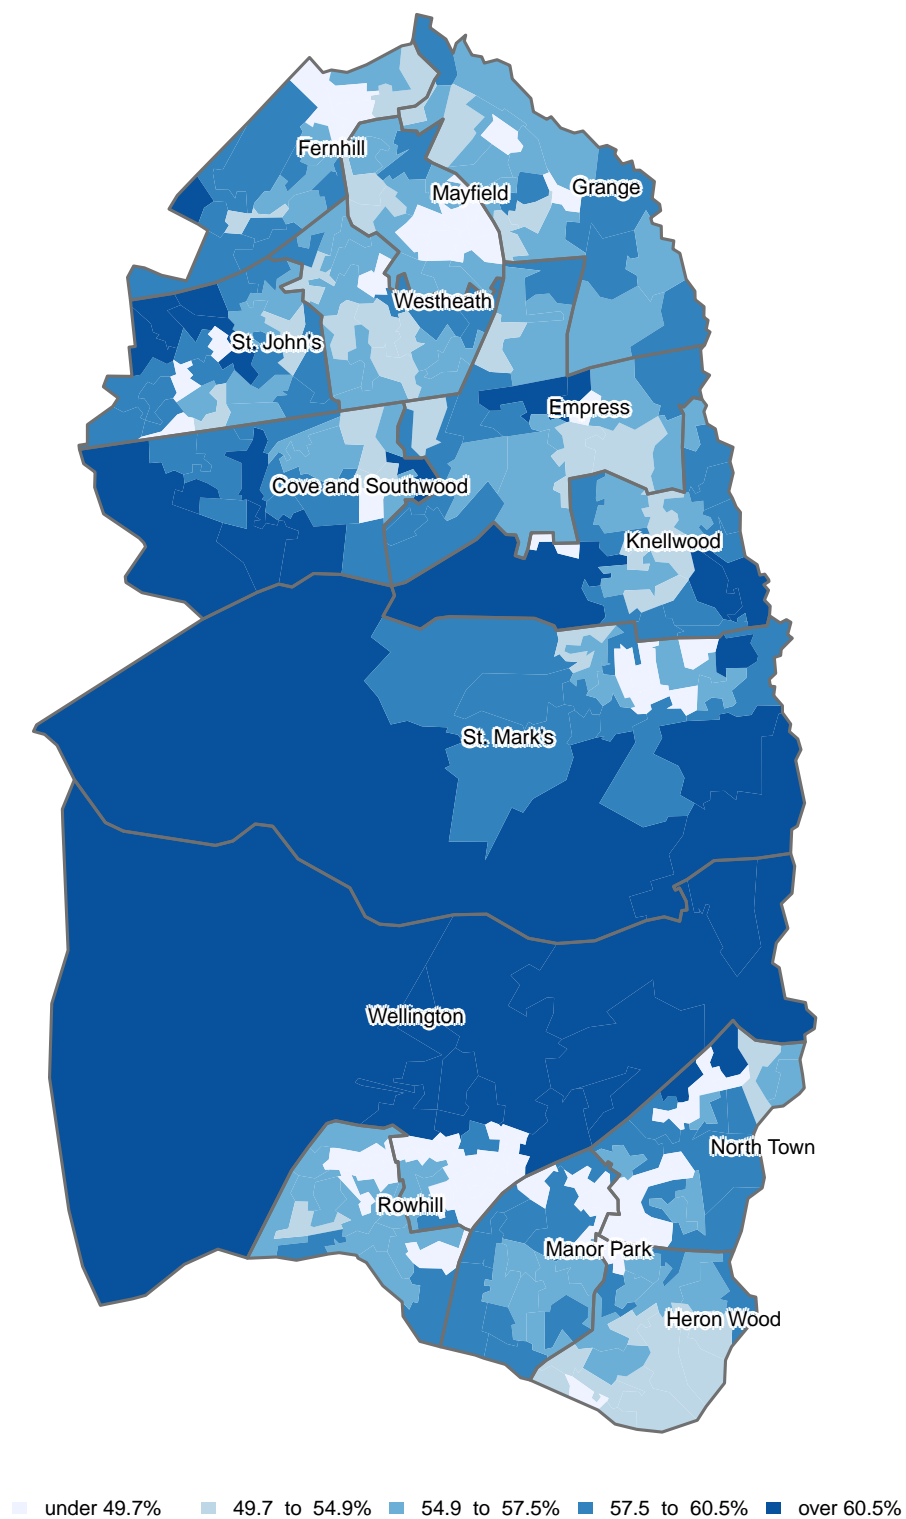 Fernhill
Grange
Mayfield
Westheath
St. John's
Empress
Cove and Southwood
Knellwood
St. Mark's
Wellington
North Town
Rowhill
Manor Park
Heron Wood
under 49.7% 49.7 to 54.9% 54.9 to 57.5% 57.5 to 60.5% over 60.5%